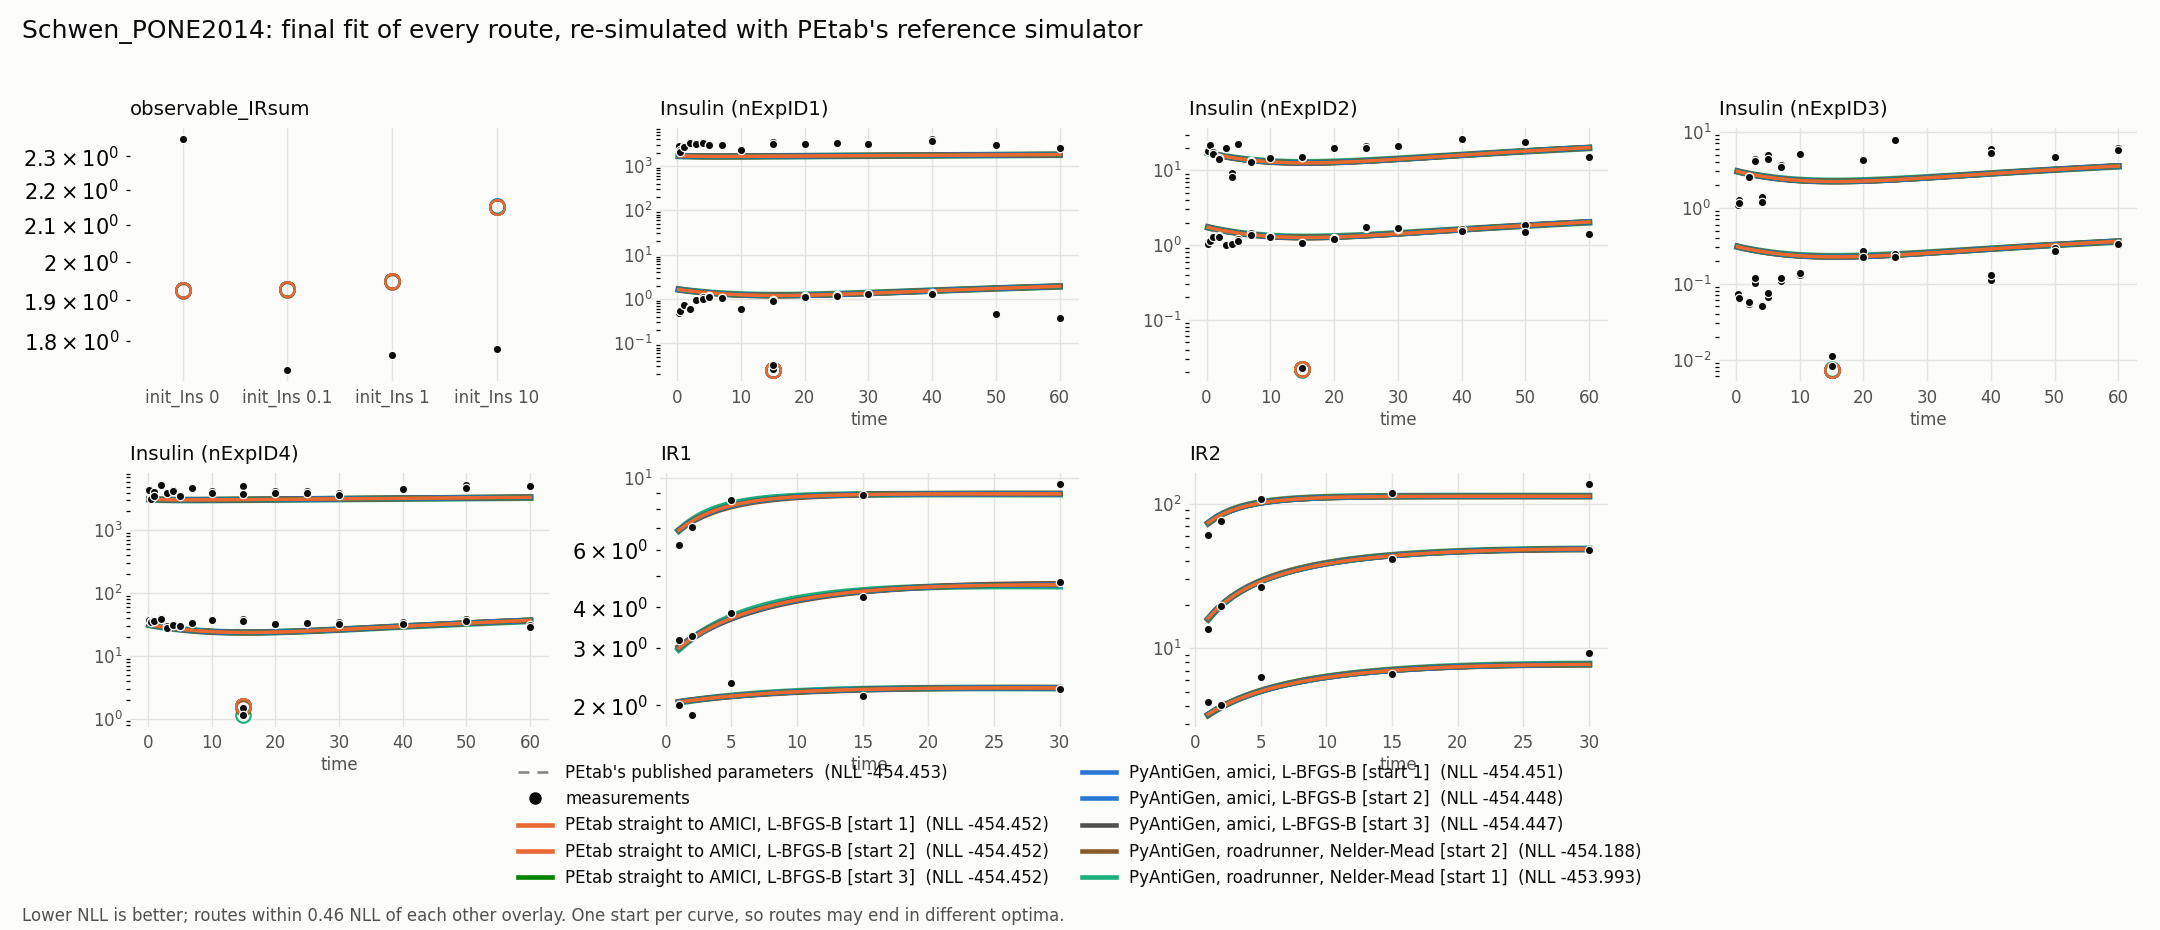 Schwen_PONE2014: final fit of every route, re-simulated with PEtab's reference simulator
observable_IRsum
2.3 × 10⁰
2.2 × 10⁰
2.1 × 10⁰
2 × 10⁰
1.9 × 10⁰
1.8 × 10⁰
init_Ins 0 init_Ins 0.1 init_Ins 1 init_Ins 10
Insulin (nExpID1)
10³
10²
10¹
10⁰
10⁻¹
0 10 20 30 40 50 60
time
Insulin (nExpID2)
10¹
10⁰
10⁻¹
0 10 20 30 40 50 60
time
Insulin (nExpID3)
10¹
10⁰
10⁻¹
10⁻²
0 10 20 30 40 50 60
time
Insulin (nExpID4)
10³
10²
10¹
10⁰
0 10 20 30 40 50 60
time
IR1
10¹
6 × 10⁰
4 × 10⁰
3 × 10⁰
2 × 10⁰
0 5 10 15 20 25 30
time
IR2
10²
10¹
0 5 10 15 20 25 30
time
PEtab's published parameters (NLL -454.453)
measurements
PEtab straight to AMICI, L-BFGS-B [start 1] (NLL -454.452)
PEtab straight to AMICI, L-BFGS-B [start 2] (NLL -454.452)
PEtab straight to AMICI, L-BFGS-B [start 3] (NLL -454.452)
PyAntiGen, amici, L-BFGS-B [start 1] (NLL -454.451)
PyAntiGen, amici, L-BFGS-B [start 2] (NLL -454.448)
PyAntiGen, amici, L-BFGS-B [start 3] (NLL -454.447)
PyAntiGen, roadrunner, Nelder-Mead [start 2] (NLL -454.188)
PyAntiGen, roadrunner, Nelder-Mead [start 1] (NLL -453.993)
Lower NLL is better; routes within 0.46 NLL of each other overlay. One start per curve, so routes may end in different optima.